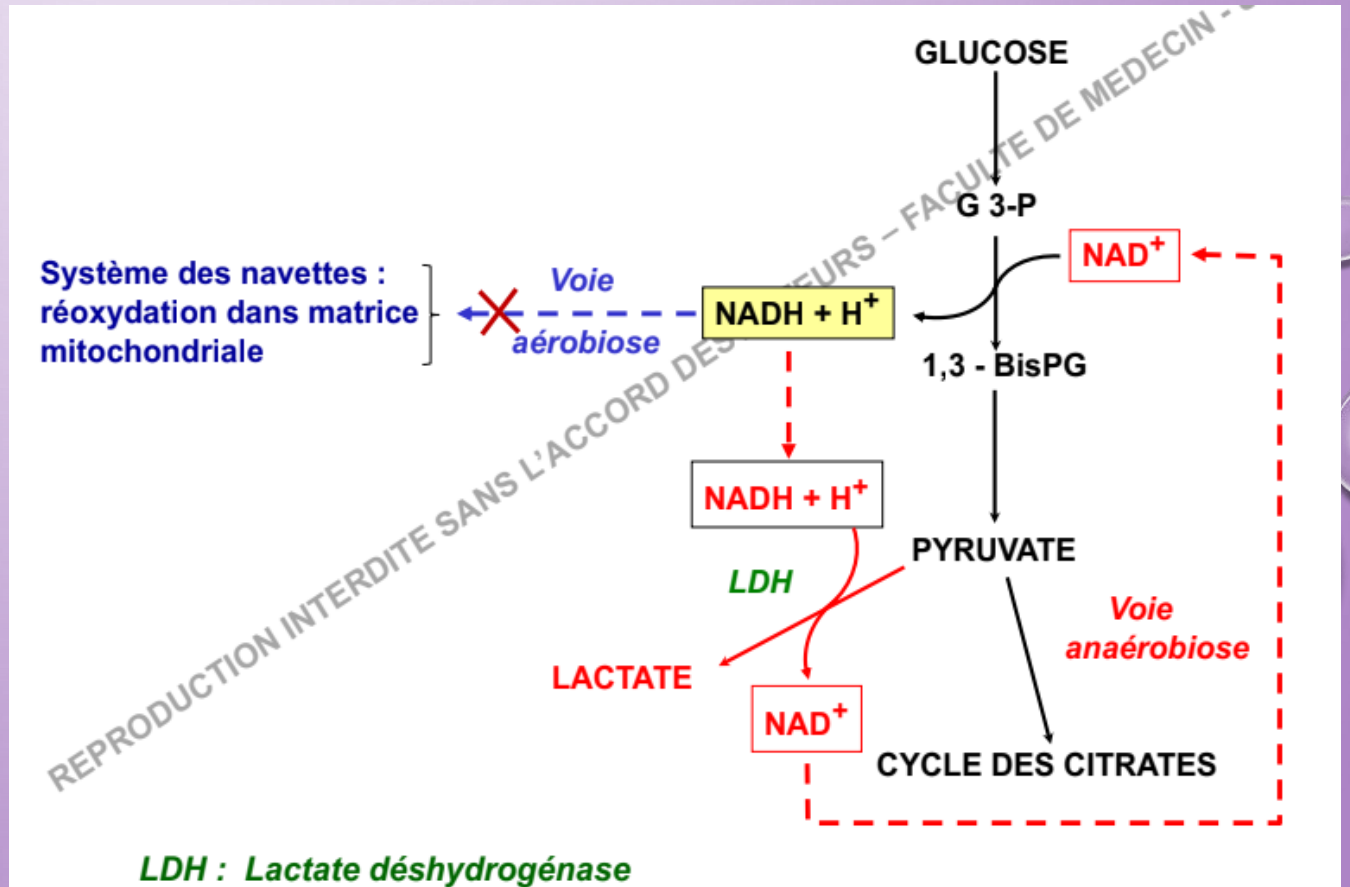 GLUCOSE
G 3-P
NAD+
Système des navettes :
réoxydation dans matrice
mitochondriale
Voie
aérobiose
NADH + H+
1,3 - BisPG
NADH + H+
PYRUVATE
LDH
Voie
anaérobiose
LACTATE
NAD+
CYCLE DES CITRATES
LDH : Lactate déshydrogénase
REPRODUCTION INTERDITE SANS L'ACCORD DES – FACULTE DE MEDECIN -